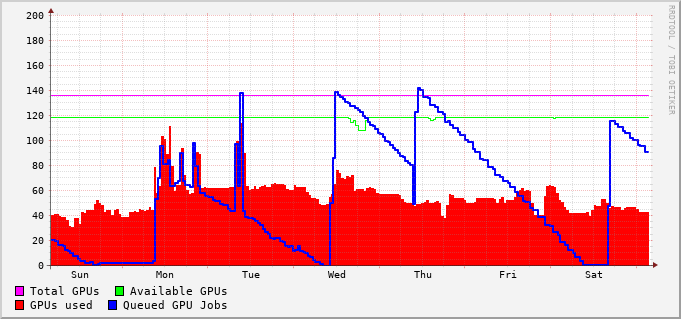 200
180
160
140
120
100
80
60
40
20
0
Sun Mon Tue Wed Thu Fri Sat
Total GPUs Available GPUs
GPUs used Queued GPU Jobs
RRDTOOL / TOBI OETIKER